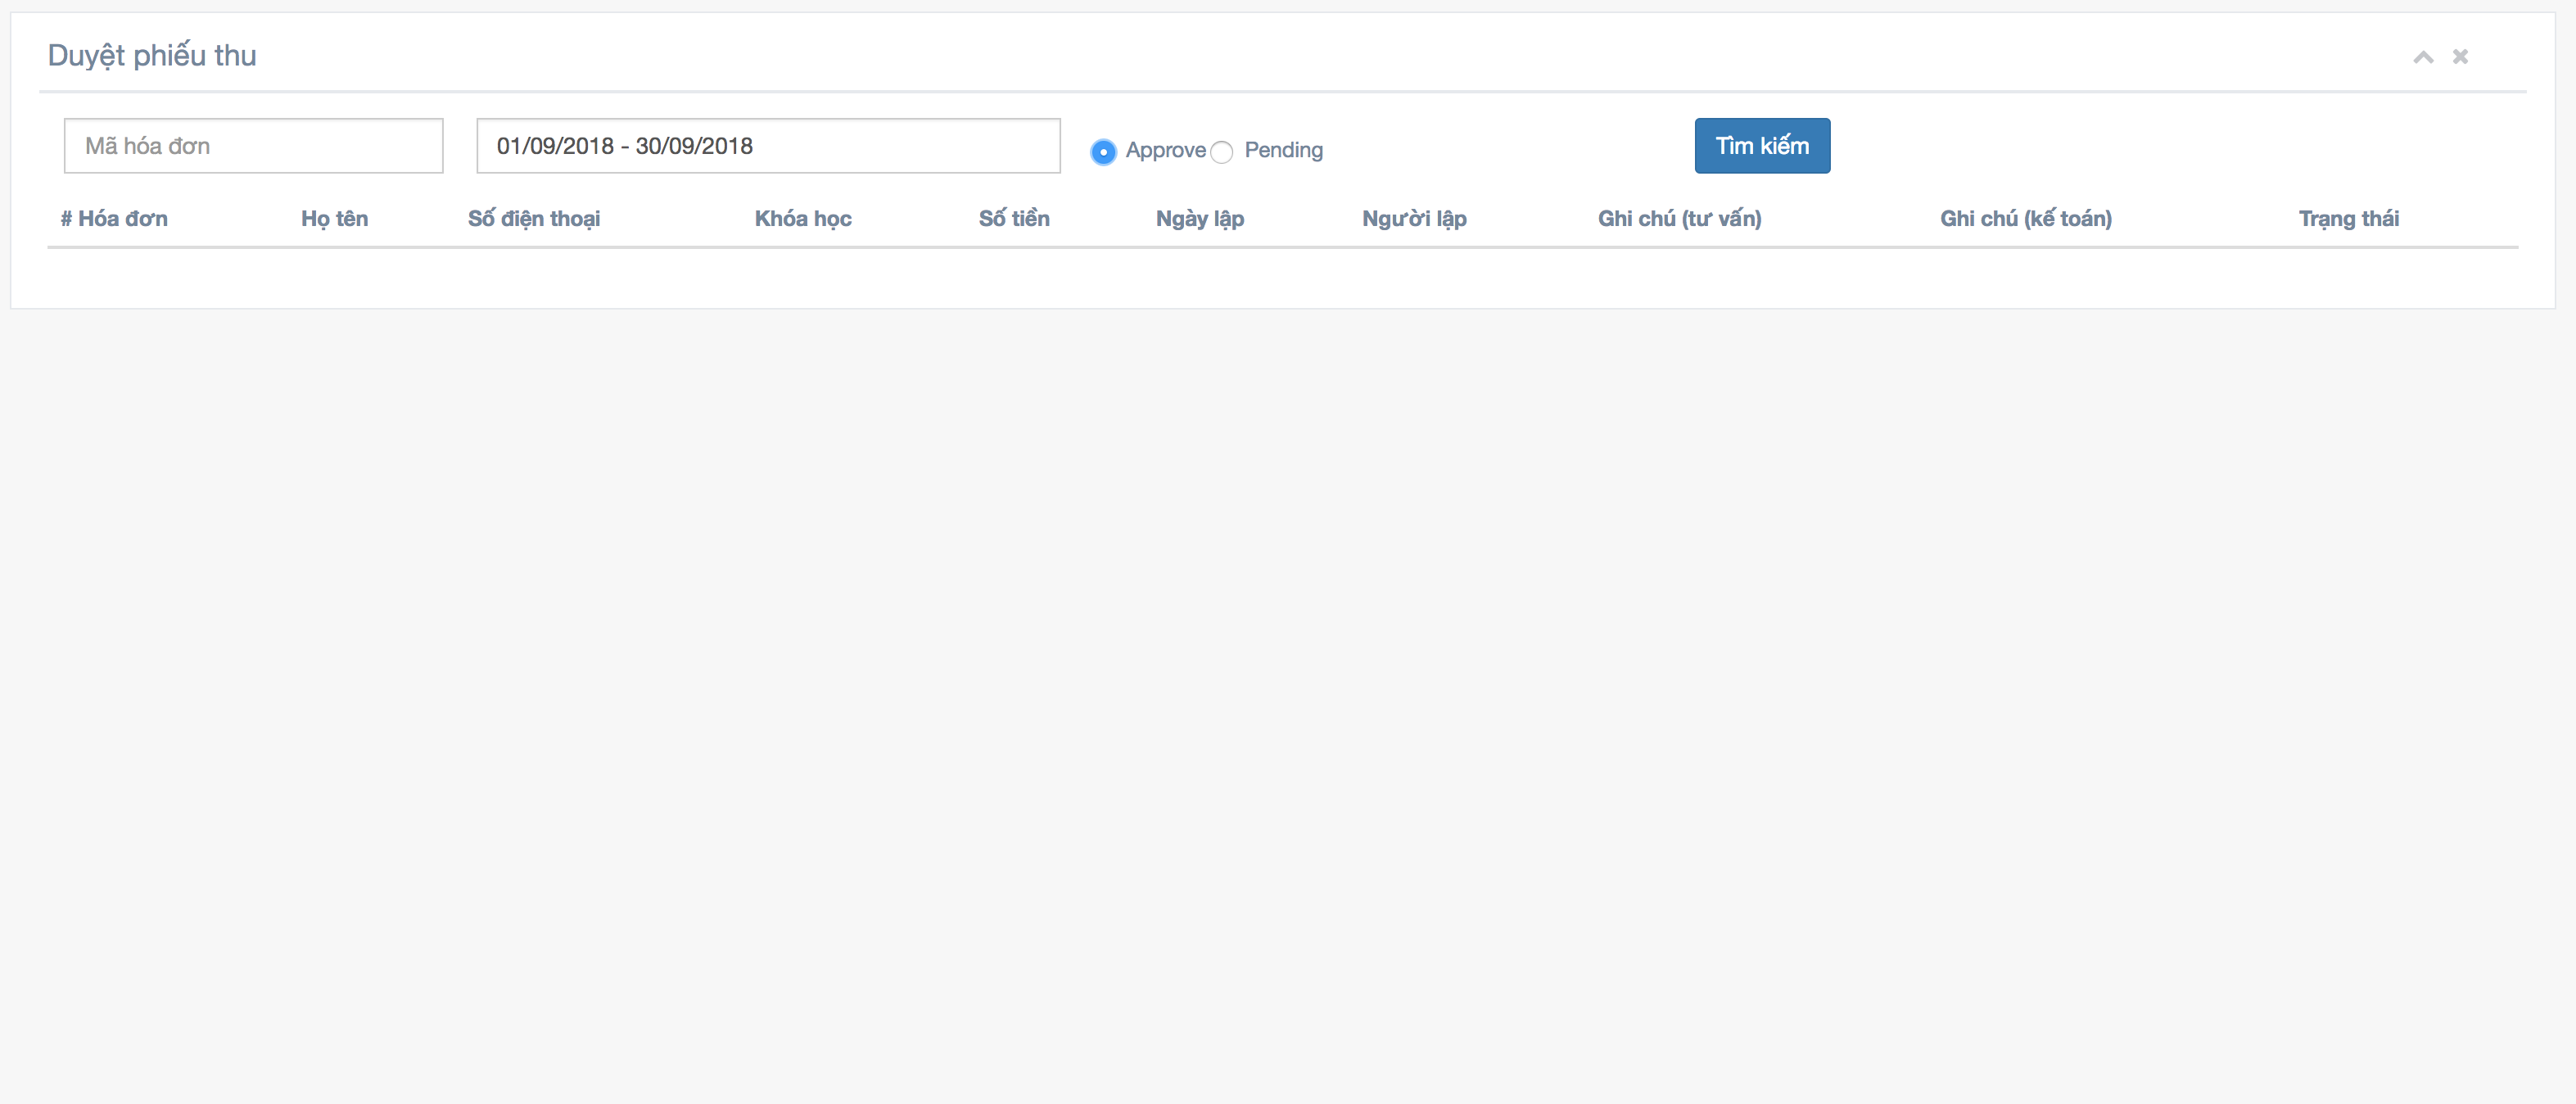 Duyệt phiếu thu
Mã hóa đơn 01/09/2018 - 30/09/2018 Approve Pending Tìm kiếm
# Hóa đơn Họ tên Số điện thoại Khóa học Số tiền Ngày lập Người lập Ghi chú (tư vấn) Ghi chú (kế toán) Trạng thái